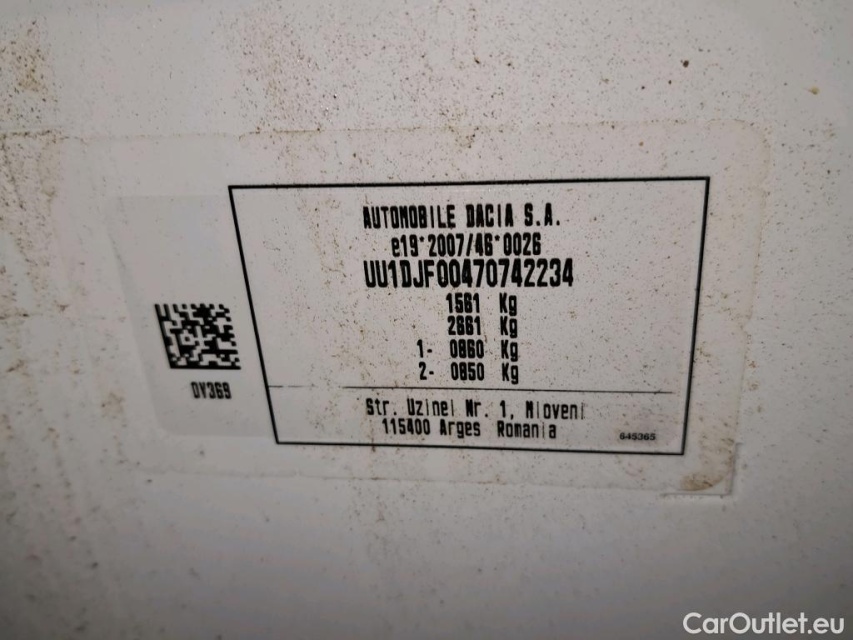 AUTOMOBILE DACIA S.A.
e19*2007/46*0026
UU1DJF00470742234
1561 Kg
2661 Kg
1- 0860 Kg
2- 0850 Kg
DV369
Str. Uzinei Nr. 1, Mioveni
115400 Arges Romania
645365
CarOutlet.eu